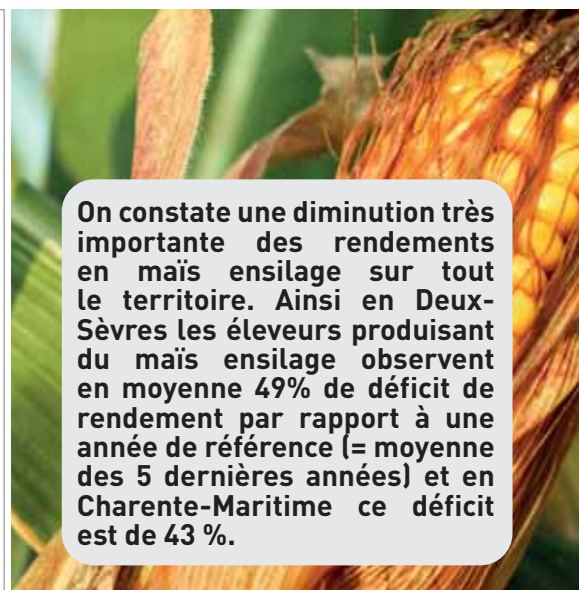 On constate une diminution très
importante des rendements
en maïs ensilage sur tout
le territoire. Ainsi en Deux-
Sèvres les éleveurs produisant
du maïs ensilage observent
en moyenne 49% de déficit de
rendement par rapport à une
année de référence (= moyenne
des 5 dernières années) et en
Charente-Maritime ce déficit
est de 43 %.